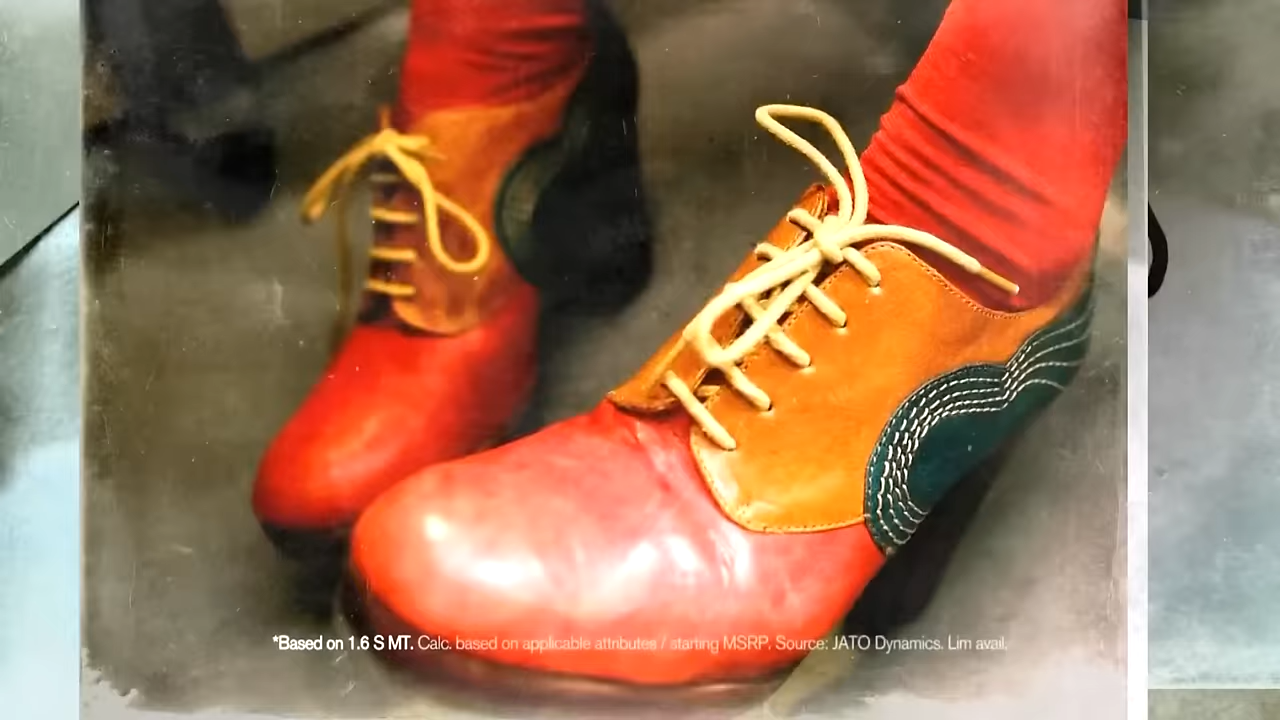 *Based on 1.6 S MT. Calc. based on applicable attributes / starting MSRP. Source: JATO Dynamics. Lim avail.